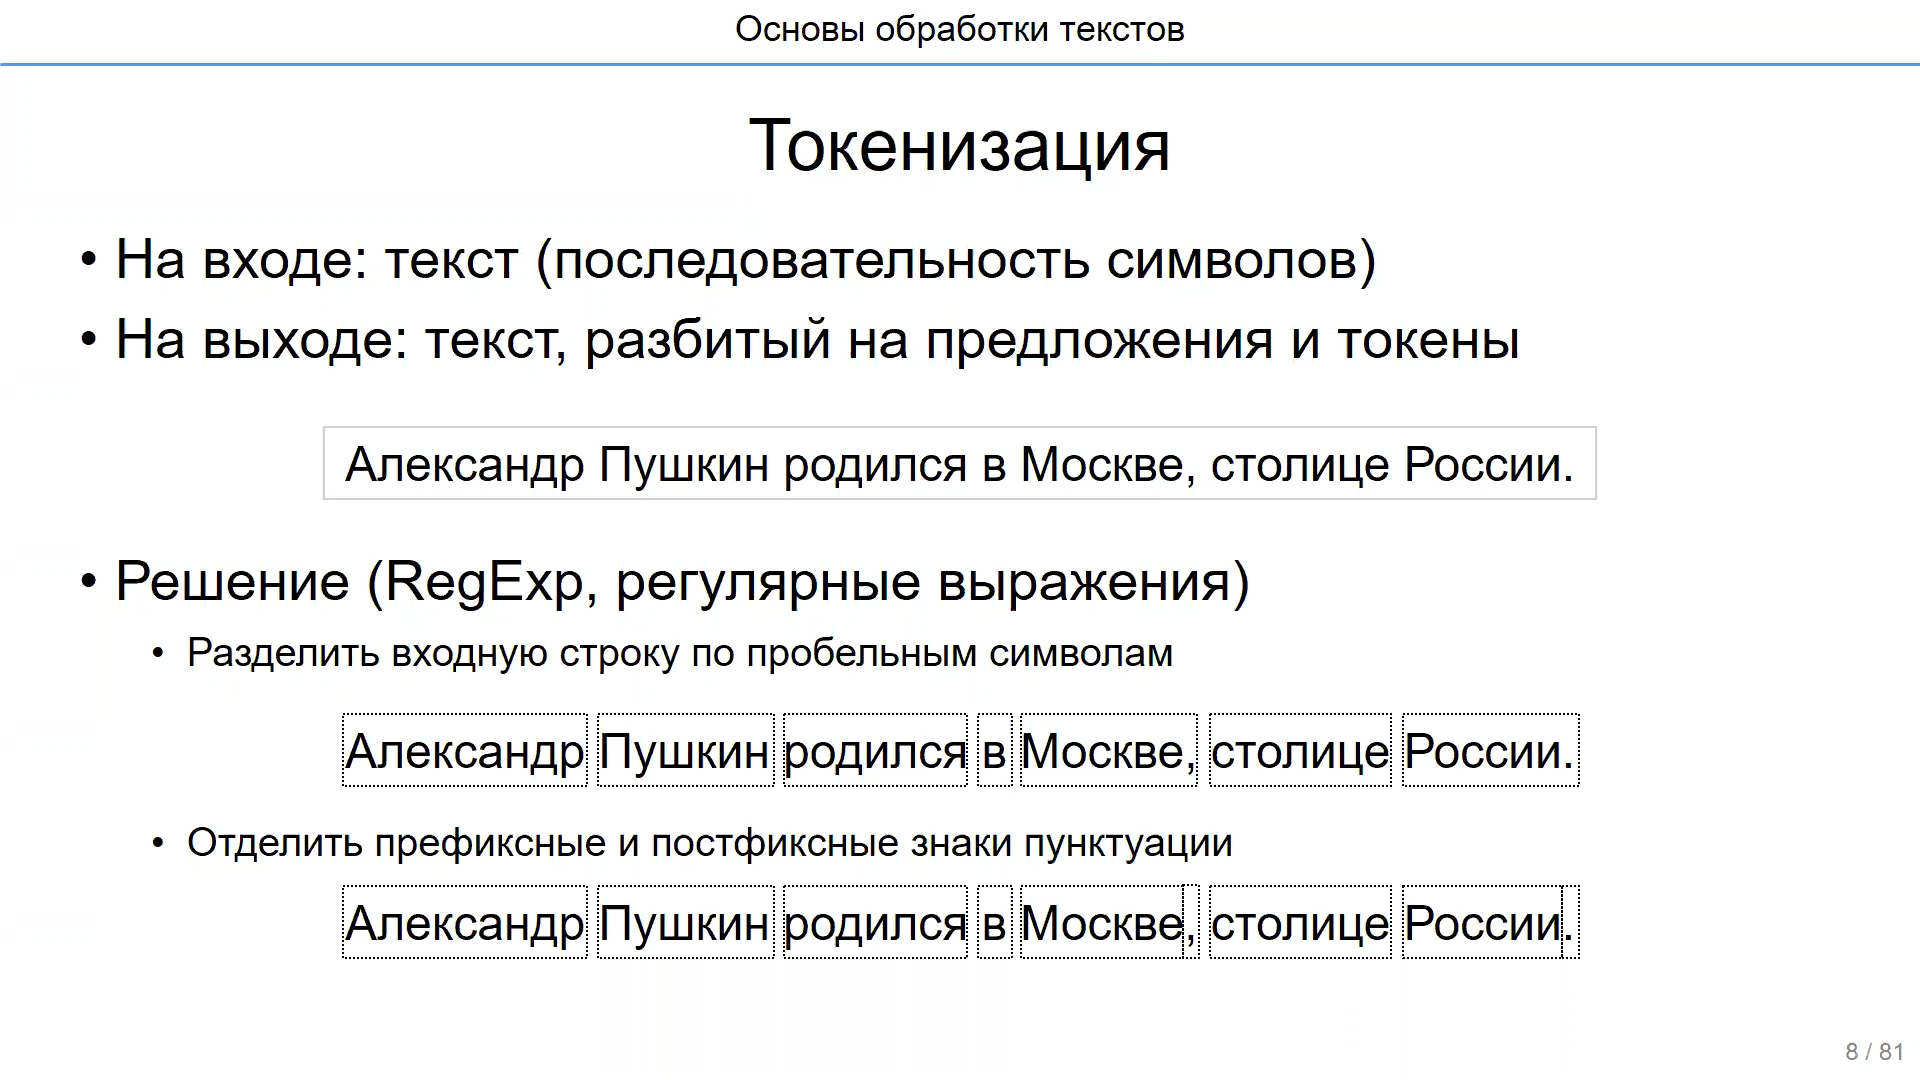 Основы обработки текстов
Токенизация
• На входе: текст (последовательность символов)
• На выходе: текст, разбитый на предложения и токены
Александр Пушкин родился в Москве, столице России.
• Решение (RegExp, регулярные выражения)
• Разделить входную строку по пробельным символам
Александр Пушкин родился в Москве, столице России.
• Отделить префиксные и постфиксные знаки пунктуации
Александр Пушкин родился в Москве , столице России .
8 / 81